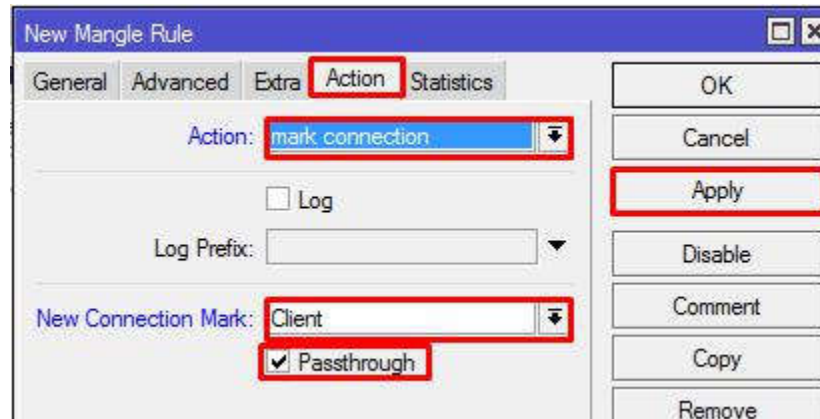 New Mangle Rule
General Advanced Extra Action Statistics
Action: mark connection
Log
Log Prefix:
New Connection Mark: Client
Passthrough
OK
Cancel
Apply
Disable
Comment
Copy
Remove